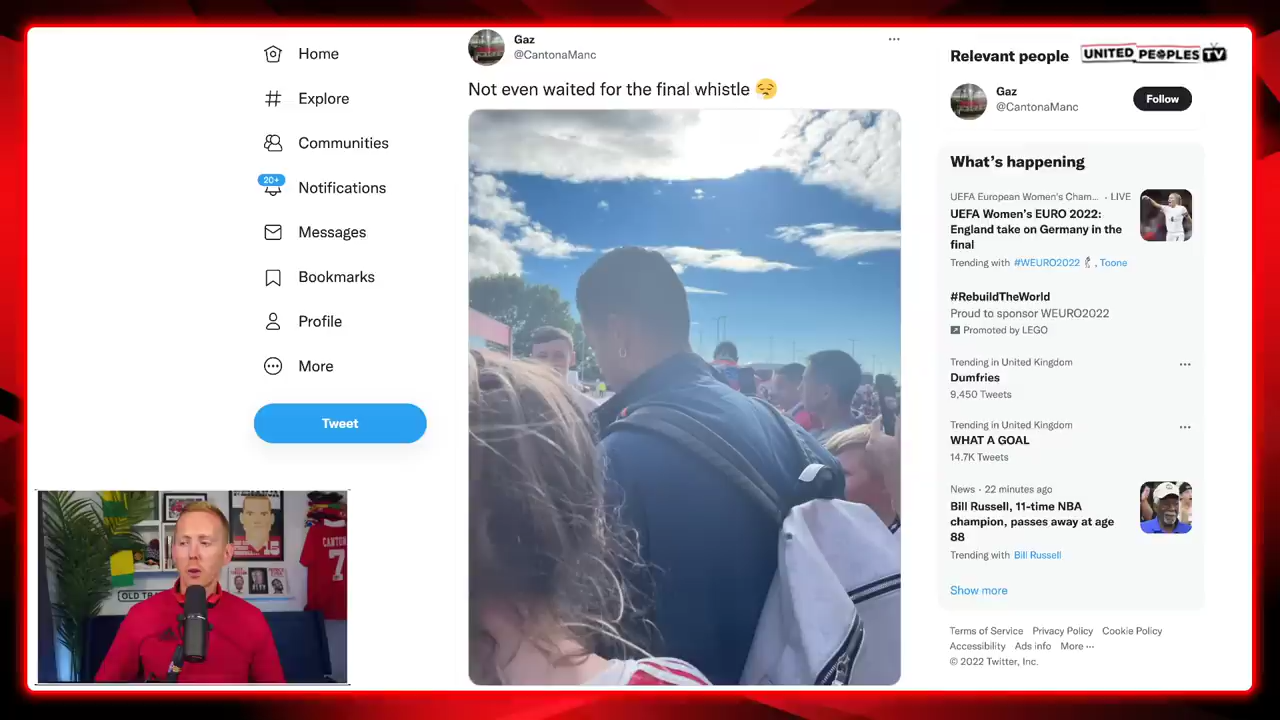 Home
Explore
Communities
20+
Notifications
Messages
Bookmarks
Profile
More
Tweet
Gaz
@CantonaManc
Not even waited for the final whistle 😔
Relevant people
UNITED PEOPLES TV
Gaz
@CantonaManc
Follow
What's happening
UEFA European Women's Cham... · LIVE
UEFA Women's EURO 2022:
England take on Germany in the
final
Trending with #WEURO2022 , Toone
#RebuildTheWorld
Proud to sponsor WEURO2022
Promoted by LEGO
Trending in United Kingdom
Dumfries
9,450 Tweets
Trending in United Kingdom
WHAT A GOAL
14.7K Tweets
News · 22 minutes ago
Bill Russell, 11-time NBA
champion, passes away at age
88
Trending with Bill Russell
Show more
Terms of Service Privacy Policy Cookie Policy
Accessibility Ads info More ···
© 2022 Twitter, Inc.
CANTON
7
OLD TRA